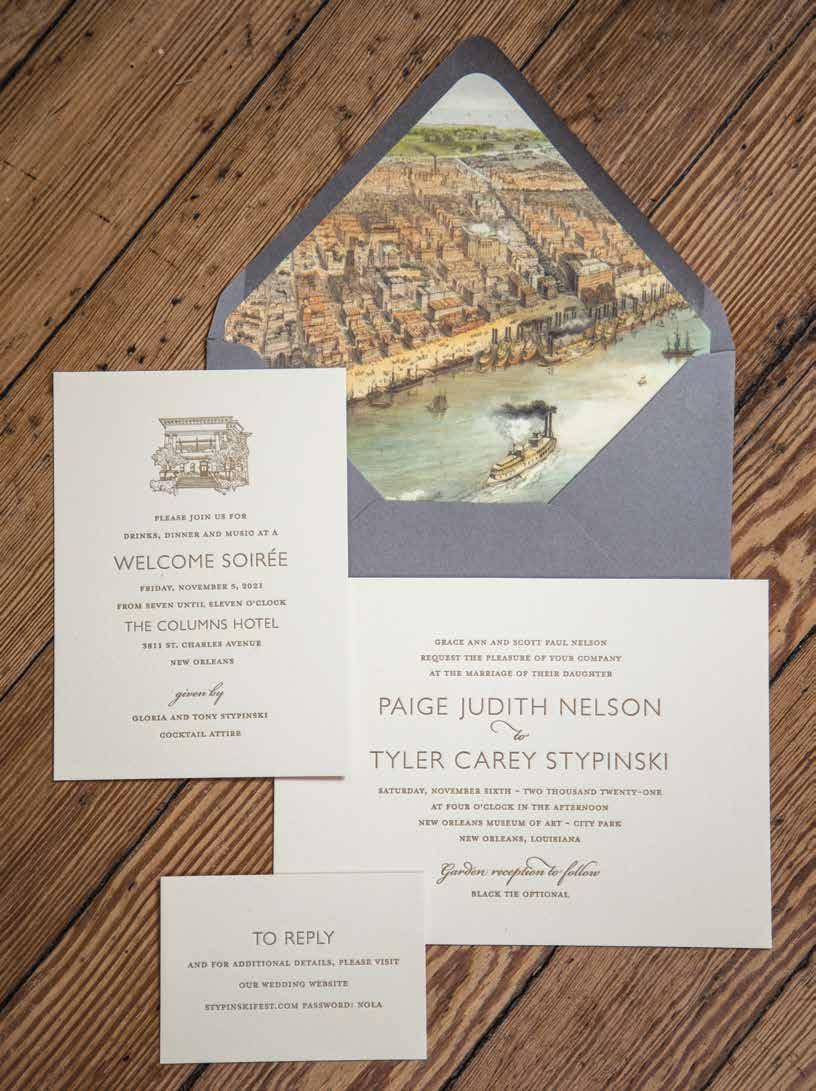 PLEASE JOIN US FOR
DRINKS, DINNER AND MUSIC AT A
WELCOME SOIRÉE
FRIDAY, NOVEMBER 5, 2021
FROM SEVEN UNTIL ELEVEN O'CLOCK
THE COLUMNS HOTEL
3811 ST. CHARLES AVENUE
NEW ORLEANS
given by
GLORIA AND TONY STYPINSKI
COCKTAIL ATTIRE
GRACE ANN AND SCOTT PAUL NELSON
REQUEST THE PLEASURE OF YOUR COMPANY
AT THE MARRIAGE OF THEIR DAUGHTER
PAIGE JUDITH NELSON
to
TYLER CAREY STYPINSKI
SATURDAY, NOVEMBER SIXTH ~ TWO THOUSAND TWENTY-ONE
AT FOUR O'CLOCK IN THE AFTERNOON
NEW ORLEANS MUSEUM OF ART ~ CITY PARK
NEW ORLEANS, LOUISIANA
Garden reception to follow
BLACK TIE OPTIONAL
TO REPLY
AND FOR ADDITIONAL DETAILS, PLEASE VISIT
OUR WEDDING WEBSITE
STYPINSKIFEST.COM PASSWORD: NOLA